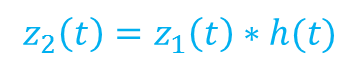 z₂(t) = z₁(t) ∗ h(t)